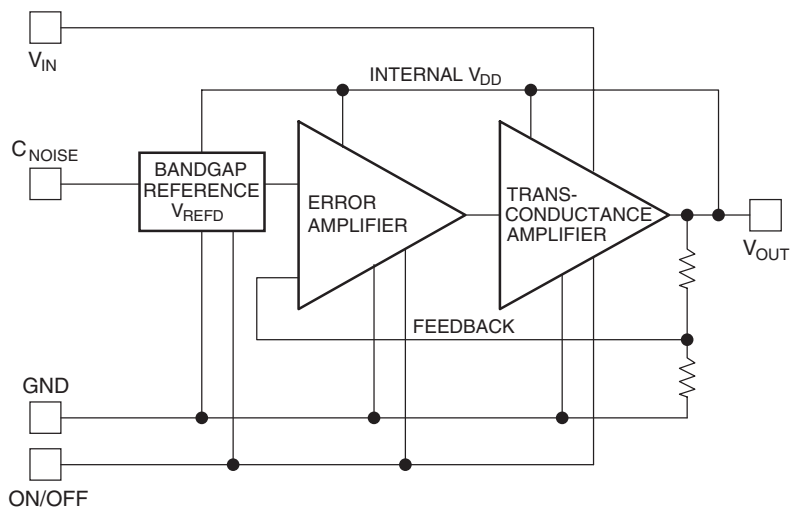 V_IN
INTERNAL V_DD
C_NOISE
BANDGAP
REFERENCE
V_REFD
ERROR
AMPLIFIER
TRANS-
CONDUCTANCE
AMPLIFIER
V_OUT
FEEDBACK
GND
ON/OFF